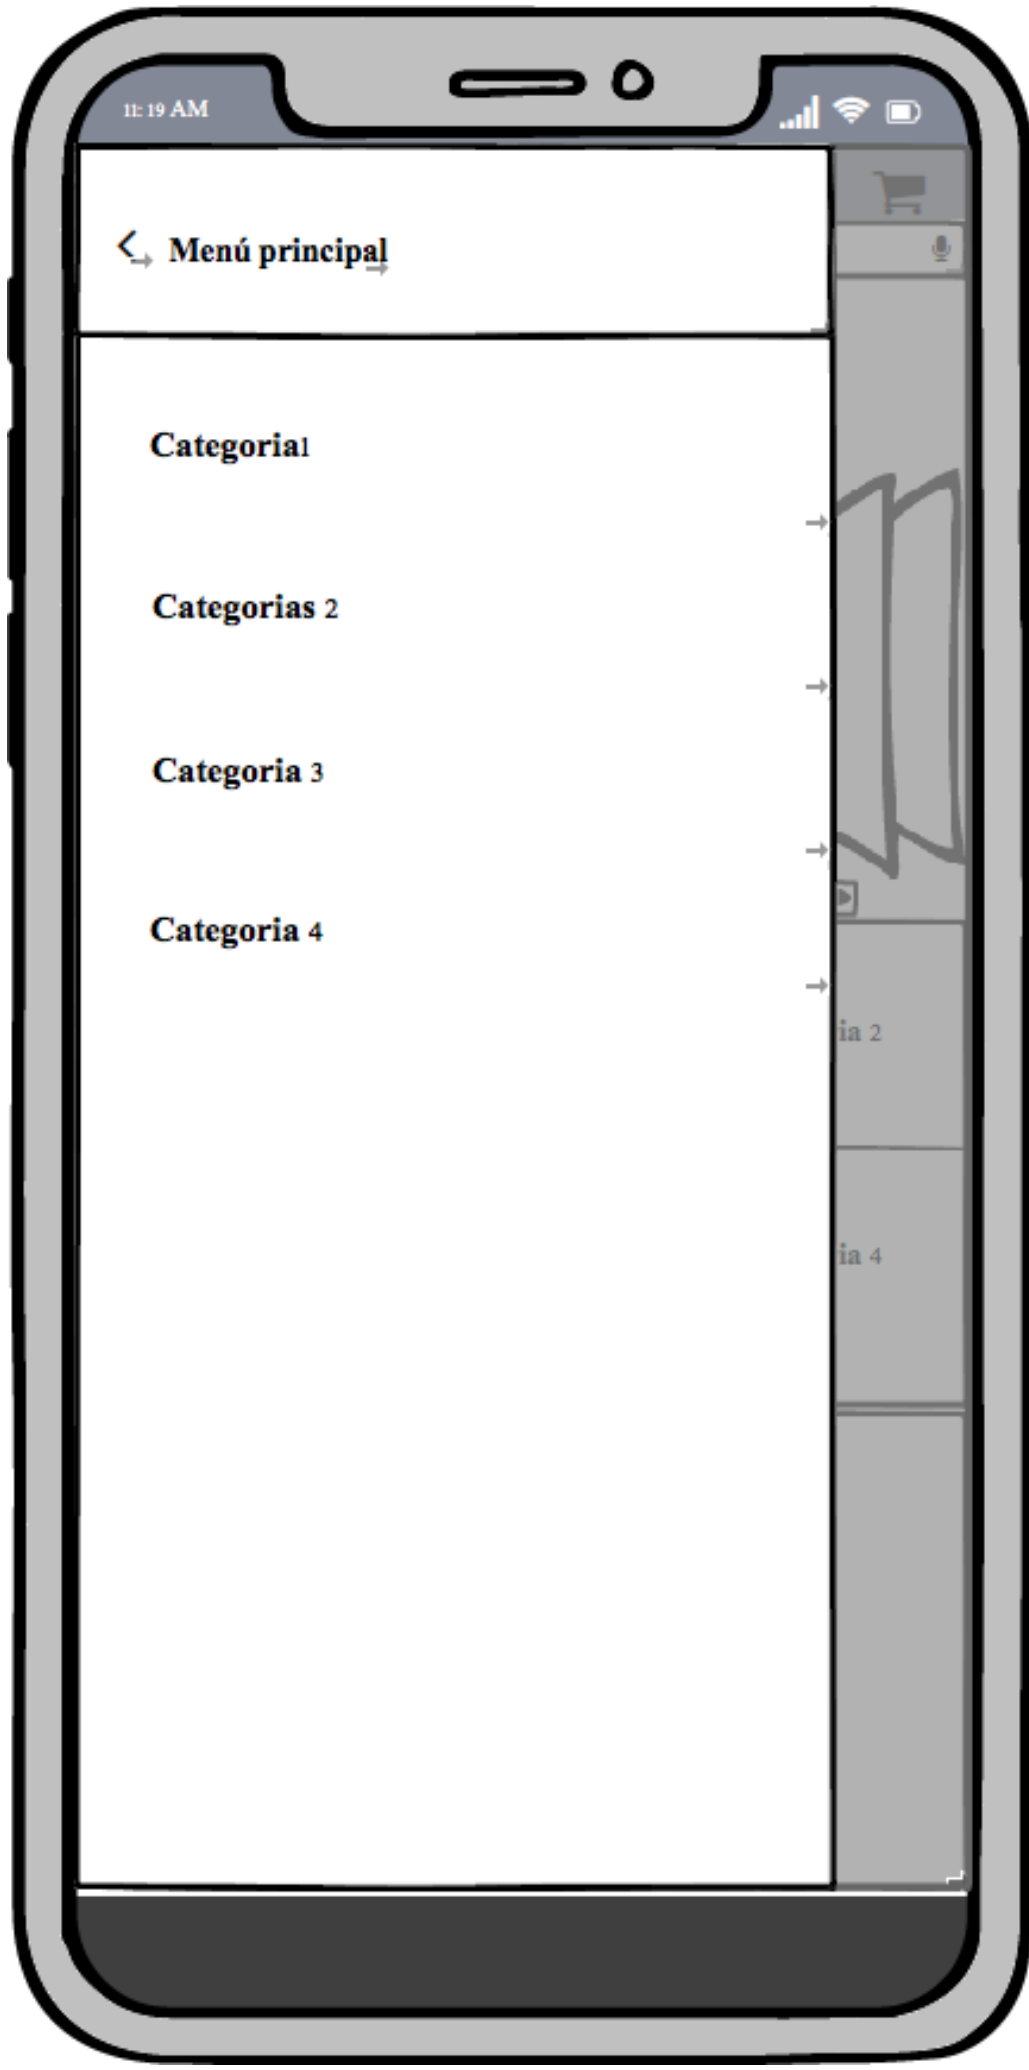 11: 19 AM
Menú principal
Categoria1
Categorias 2
Categoria 3
Categoria 4
ia 2
ia 4